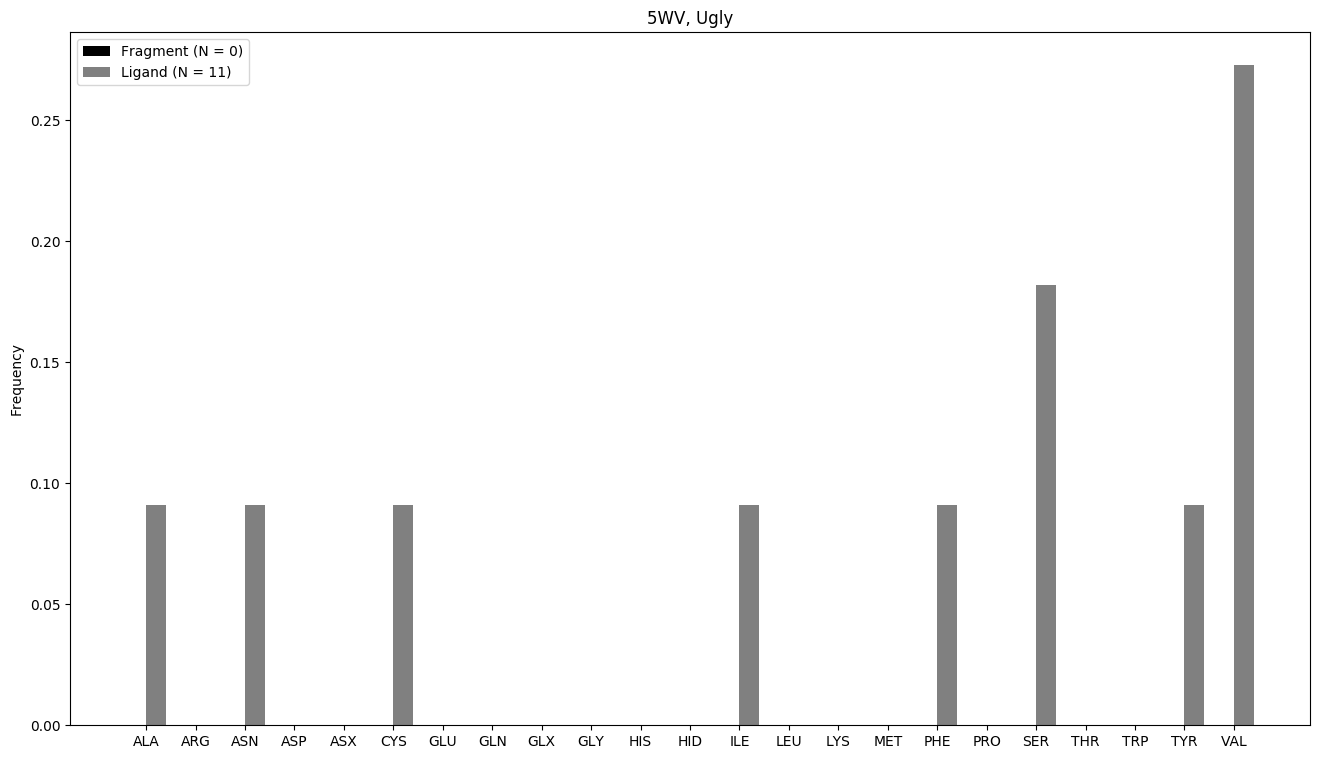 5WV, Ugly
Fragment (N = 0)
Ligand (N = 11)
0.25
0.20
0.15
0.10
0.05
0.00
Frequency
ALA ARG ASN ASP ASX CYS GLU GLN GLX GLY HIS HID ILE LEU LYS MET PHE PRO SER THR TRP TYR VAL